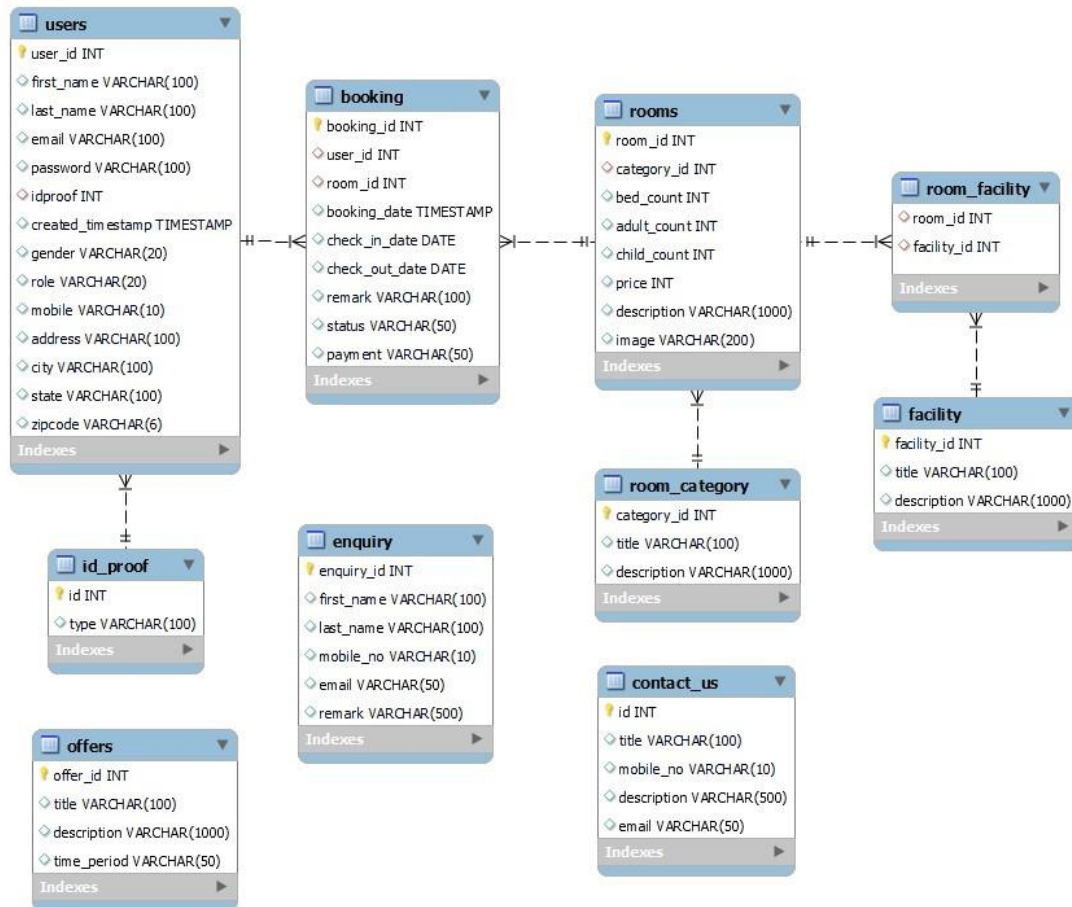 users
user_id INT
first_name VARCHAR(100)
last_name VARCHAR(100)
email VARCHAR(100)
password VARCHAR(100)
idproof INT
created_timestamp TIMESTAMP
gender VARCHAR(20)
role VARCHAR(20)
mobile VARCHAR(10)
address VARCHAR(100)
city VARCHAR(100)
state VARCHAR(100)
zipcode VARCHAR(6)
Indexes
booking
booking_id INT
user_id INT
room_id INT
booking_date TIMESTAMP
check_in_date DATE
check_out_date DATE
remark VARCHAR(100)
status VARCHAR(50)
payment VARCHAR(50)
Indexes
rooms
room_id INT
category_id INT
bed_count INT
adult_count INT
child_count INT
price INT
description VARCHAR(1000)
image VARCHAR(200)
Indexes
room_facility
room_id INT
facility_id INT
Indexes
facility
facility_id INT
title VARCHAR(100)
description VARCHAR(1000)
Indexes
room_category
category_id INT
title VARCHAR(100)
description VARCHAR(1000)
Indexes
id_proof
id INT
type VARCHAR(100)
Indexes
enquiry
enquiry_id INT
first_name VARCHAR(100)
last_name VARCHAR(100)
mobile_no VARCHAR(10)
email VARCHAR(50)
remark VARCHAR(500)
Indexes
contact_us
id INT
title VARCHAR(100)
mobile_no VARCHAR(10)
description VARCHAR(500)
email VARCHAR(50)
Indexes
offers
offer_id INT
title VARCHAR(100)
description VARCHAR(1000)
time_period VARCHAR(50)
Indexes